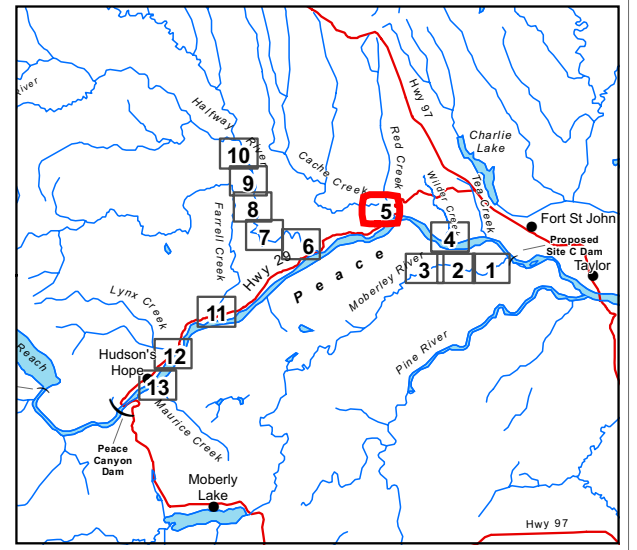 River
Halfway
River
Hwy 97
Charlie
Lake
Red Creek
Cache Creek
Wilder Creek
Tea Creek
10
9
8
7
6
5
4
3
2
1
Farrell Creek
Fort St John
Proposed
Site C Dam
Taylor
Hwy 29
Peace
Moberley River
Lynx Creek
11
Pine River
Reach
Hudson's
Hope
12
13
Maurice Creek
Peace
Canyon
Dam
Moberly
Lake
Hwy 97